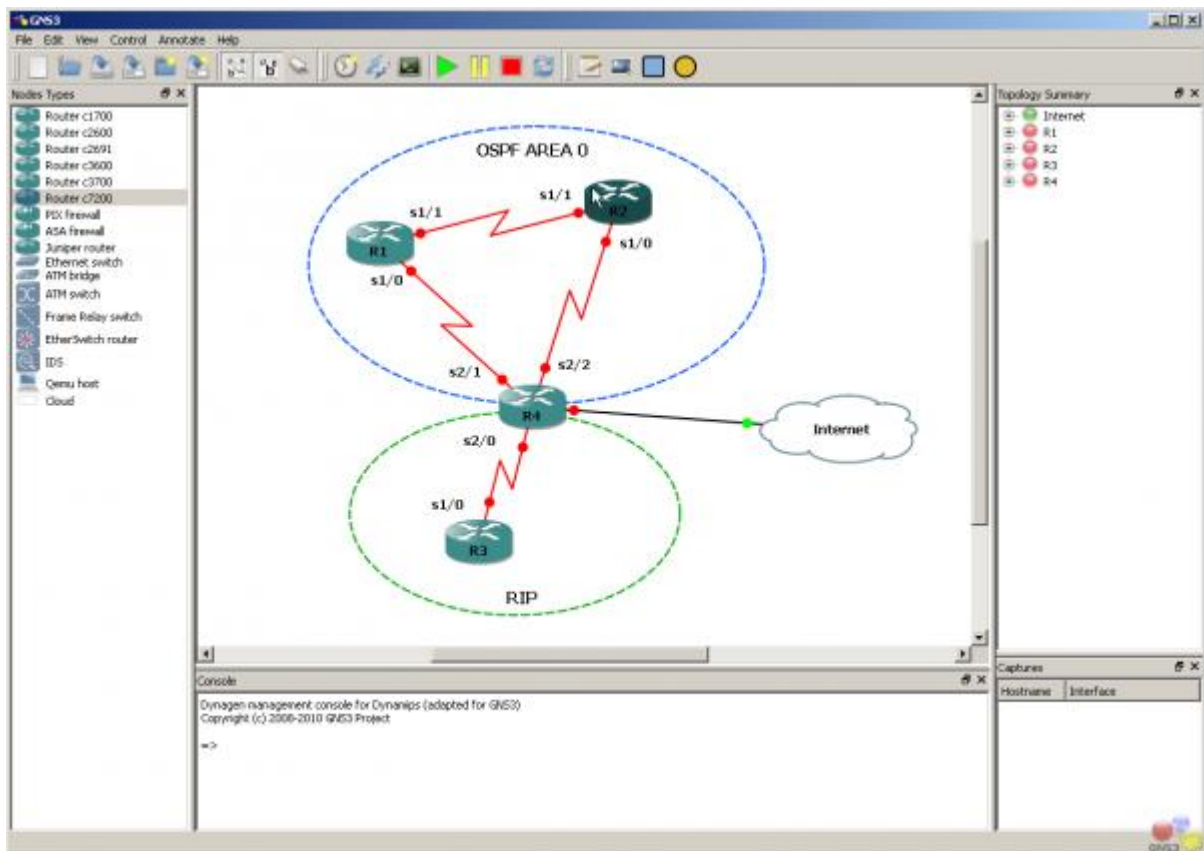 GNS3
File Edit View Control Annotate Help
Nodes Types
Router c1700
Router c2600
Router c2691
Router c3600
Router c3700
Router c7200
PIX firewall
ASA firewall
Juniper router
Ethernet switch
ATM bridge
ATM switch
Frame Relay switch
EtherSwitch router
IDS
Qemu host
Cloud
OSPF AREA 0
s1/1
R2
s1/1
s1/0
R1
s1/0
s2/2
s2/1
R4
s2/0
Internet
s1/0
R3
RIP
Topology Summary
Internet
R1
R2
R3
R4
Console
Dynagen management console for Dynamips (adapted for GNS3)
Copyright (c) 2008-2010 GNS3 Project
=>
Captures
Hostname Interface
GNS3